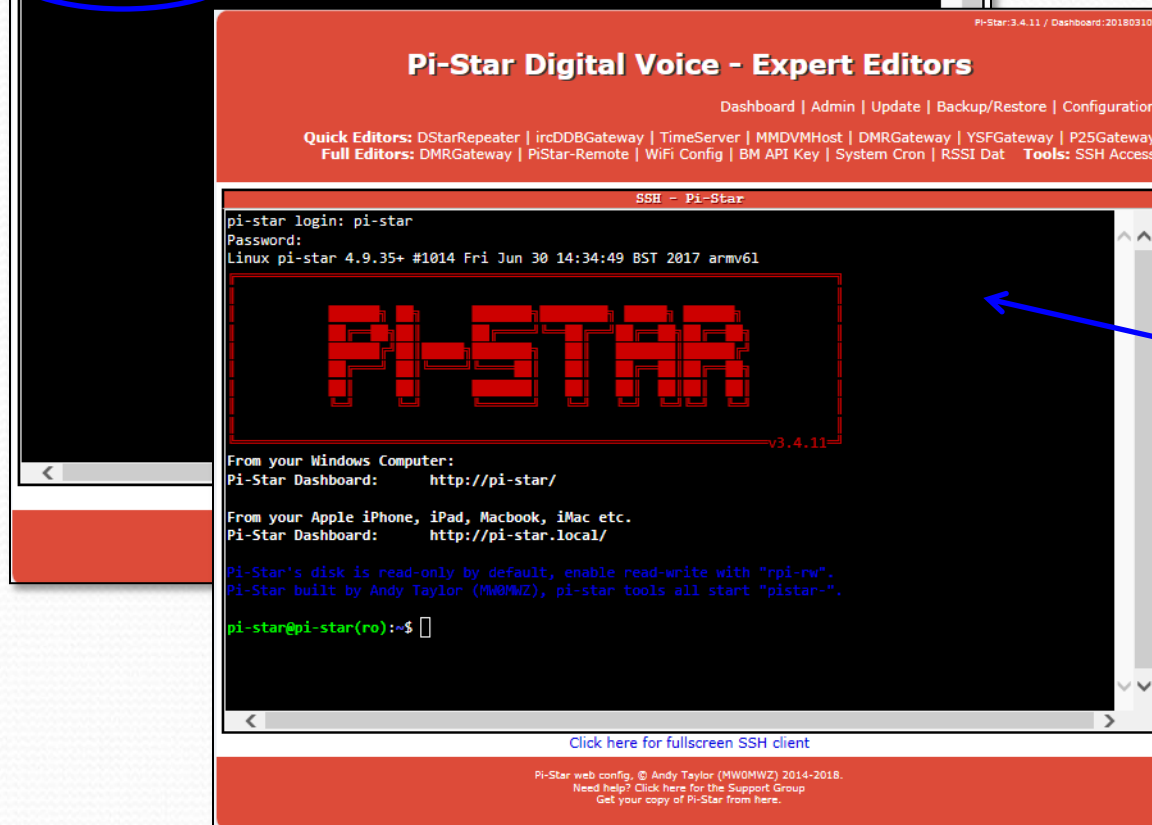 Pi-Star:3.4.11 / Dashboard:20180310
Pi-Star Digital Voice - Expert Editors
Dashboard | Admin | Update | Backup/Restore | Configuration
Quick Editors: DStarRepeater | ircDDBGateway | TimeServer | MMDVMHost | DMRGateway | YSFGateway | P25Gateway
Full Editors: DMRGateway | PiStar-Remote | WiFi Config | BM API Key | System Cron | RSSI Dat Tools: SSH Access
SSH - Pi-Star
pi-star login: pi-star
Password:
Linux pi-star 4.9.35+ #1014 Fri Jun 30 14:34:49 BST 2017 armv6l
PI-STAR
v3.4.11
From your Windows Computer:
Pi-Star Dashboard: http://pi-star/
From your Apple iPhone, iPad, Macbook, iMac etc.
Pi-Star Dashboard: http://pi-star.local/
Pi-Star's disk is read-only by default, enable read-write with "rpi-rw".
Pi-Star built by Andy Taylor (MW0MWZ), pi-star tools all start "pistar-".
pi-star@pi-star(ro):~$
Click here for fullscreen SSH client
Pi-Star web config, © Andy Taylor (MW0MWZ) 2014-2018.
Need help? Click here for the Support Group
Get your copy of Pi-Star from here.